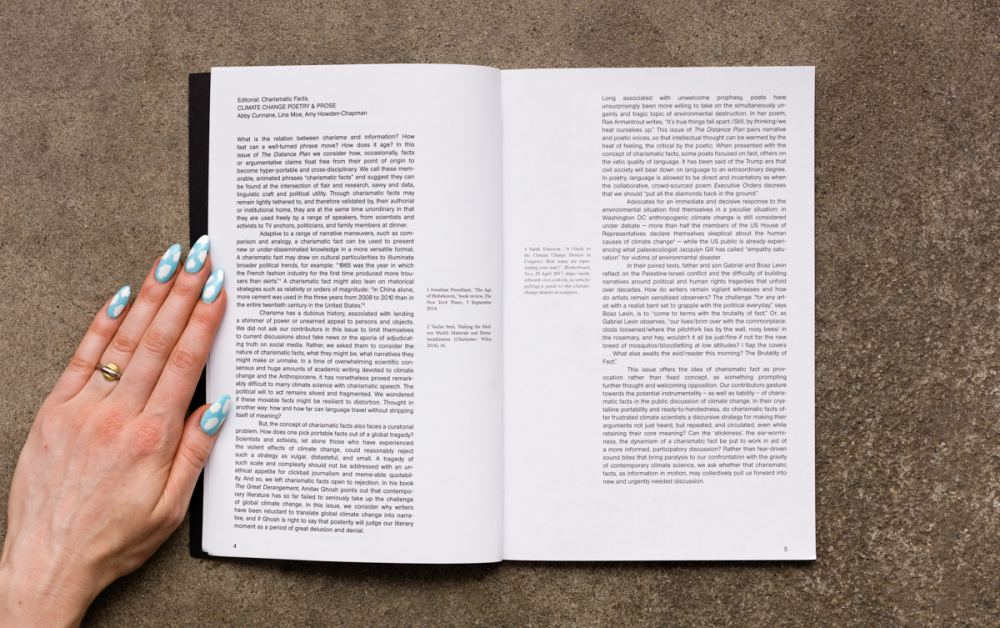 Editorial: Charismatic Facts,
CLIMATE CHANGE POETRY & PROSE
Abby Cunnane, Lina Moe, Amy Howden-Chapman
What is the relation between charisma and information? How
fast can a well-turned phrase move? How does it age? In this
issue of The Distance Plan we consider how, occasionally, facts
or argumentative claims float free from their point of origin to
become hyper-portable and cross-disciplinary. We call these mem-
orable, animated phrases “charismatic facts” and suggest they can
be found at the intersection of flair and research, savvy and data,
linguistic craft and political utility. Though charismatic facts may
remain lightly tethered to, and therefore validated by, their authorial
or institutional home, they are at the same time unordinary in that
they are used freely by a range of speakers, from scientists and
activists to TV anchors, politicians, and family members at dinner.
Adaptive to a range of narrative maneuvers, such as com-
parison and analogy, a charismatic fact can be used to present
new or under-disseminated knowledge in a more versatile format.
A charismatic fact may draw on cultural particularities to illuminate
broader political trends, for example: “1965 was the year in which
the French fashion industry for the first time produced more trou-
sers than skirts.”¹ A charismatic fact might also lean on rhetorical
strategies such as relativity or orders of magnitude: “In China alone,
more cement was used in the three years from 2008 to 2010 than in
the entire twentieth century in the United States.”²
Charisma has a dubious history, associated with lending
a shimmer of power or unearned appeal to persons and objects.
We did not ask our contributors in this issue to limit themselves
to current discussions about fake news or the aporia of adjudicat-
ing truth on social media. Rather, we asked them to consider the
nature of charismatic facts, what they might be, what narratives they
might make or unmake. In a time of overwhelming scientific con-
sensus and huge amounts of academic writing devoted to climate
change and the Anthropocene, it has nonetheless proved remark-
ably difficult to marry climate science with charismatic speech. The
political will to act remains siloed and fragmented. We wondered
if these movable facts might be resilient to distortion. Thought in
another way: how and how far can language travel without stripping
itself of meaning?
But, the concept of charismatic facts also faces a curatorial
problem. How does one pick portable facts out of a global tragedy?
Scientists and activists, let alone those who have experienced
the violent effects of climate change, could reasonably reject
such a strategy as vulgar, distasteful, and small. A tragedy of
such scale and complexity should not be addressed with an un-
ethical appetite for clickbait journalism and meme-able quotabil-
ity. And so, we left charismatic facts open to rejection. In his book
The Great Derangement, Amitav Ghosh points out that contempo-
rary literature has so far failed to seriously take up the challenge
of global climate change. In this issue, we consider why writers
have been reluctant to translate global climate change into narra-
tive, and if Ghosh is right to say that posterity will judge our literary
moment as a period of great delusion and denial.
1 Jonathan Freedland, ‘The Age
of Hobsbawm,’ book review, The
New York Times, 5 September
2014.
2 Vaclav Smil, ‘Making the Mod-
ern World: Materials and Dema-
terialization (Chichester: Wiley,
2014), 16
4
4 Sarah Emerson, ‘A Guide to
the Climate Change Deniers in
Congress: How many are repre-
senting your state?’, Motherboard,
Vice, 20 April 2017,
climate-
change-deniers-in-congress.
Long associated with unwelcome prophesy, poets have
unsurprisingly been more willing to take on the simultaneously un-
gainly and tragic topic of environmental destruction. In her poem,
Rae Armantrout writes, “It’s true things fall apart./Still, by thinking/we
heat ourselves up.” This issue of The Distance Plan pairs narrative
and poetic voices, so that intellectual thought can be warmed by the
heat of feeling, the critical by the poetic. When presented with the
concept of charismatic facts, some poets focused on fact, others on
the vatic quality of language. It has been said of the Trump era that
civil society will bear down on language to an extraordinary degree.
In poetry, language is allowed to be direct and incantatory as when
the collaborative, crowd-sourced poem Executive Orders decrees
that we should “put all the diamonds back in the ground.”
Advocates for an immediate and decisive response to the
environmental situation find themselves in a peculiar situation: in
Washington DC anthropogenic climate change is still considered
under debate – more than half the members of the US House of
Representatives declare themselves skeptical about the human
causes of climate change⁴ – while the US public is already experi-
encing what paleoecologist Jacquelyn Gill has called “empathy satu-
ration” for victims of environmental disaster.
In their paired texts, father and son Gabriel and Boaz Levin
reflect on the Palestine-Israeli conflict and the difficulty of building
narratives around political and human rights tragedies that unfold
over decades. How do writers remain vigilant witnesses and how
do artists remain sensitised observers? The challenge “for any art-
ist with a realist bent set to grapple with the political everyday,” says
Boaz Levin, is to “come to terms with the brutality of fact.” Or, as
Gabriel Levin observes, “our lives/brim over with the commonplace:
clods loosened/where the pitchfork lies by the wall, noisy bees/ in
the rosemary, and hey, wouldn’t it all be just/fine if not for the new
breed of mosquitos/bloodletting at low altitudes? I flap the covers
... What else awaits the avid/reader this morning? The Brutality of
Fact.”
This issue offers the idea of charismatic fact as provo-
cation rather than fixed concept, as something prompting
further thought and welcoming opposition. Our contributors gesture
towards the potential instrumentality – as well as liability – of charis-
matic facts in the public discussion of climate change. In their crys-
talline portability and ready-to-handedness, do charismatic facts of-
fer frustrated climate scientists a discursive strategy for making their
arguments not just heard, but repeated, and circulated, even while
retaining their core meaning? Can the ‘stickiness’, the ear-wormi-
ness, the dynamism of a charismatic fact be put to work in aid of
a more informed, participatory discussion? Rather than fear-driven
sound bites that bring paralysis to our confrontation with the gravity
of contemporary climate science, we ask whether that charismatic
facts, as information in motion, may collectively pull us forward into
new and urgently needed discussion.
5